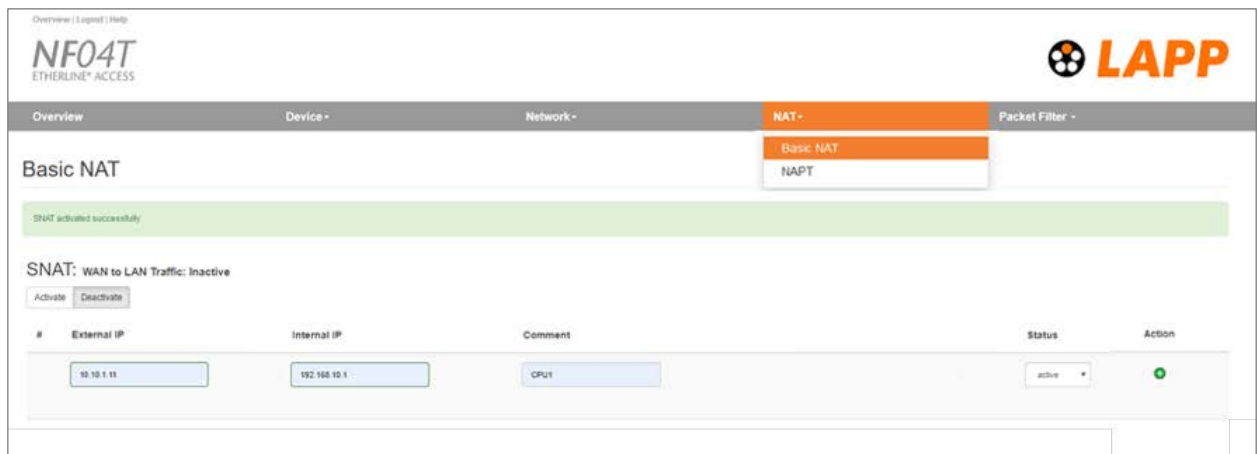 Overview | Logout | Help
NF04T
ETHERLINE® ACCESS
LAPP
Overview Device Network NAT Packet Filter
Basic NAT
NAPT
Basic NAT
SNAT activated successfully
SNAT: WAN to LAN Traffic: Inactive
Activate Deactivate
# External IP Internal IP Comment Status Action
10.10.1.11 192.168.10.1 CPU1 active